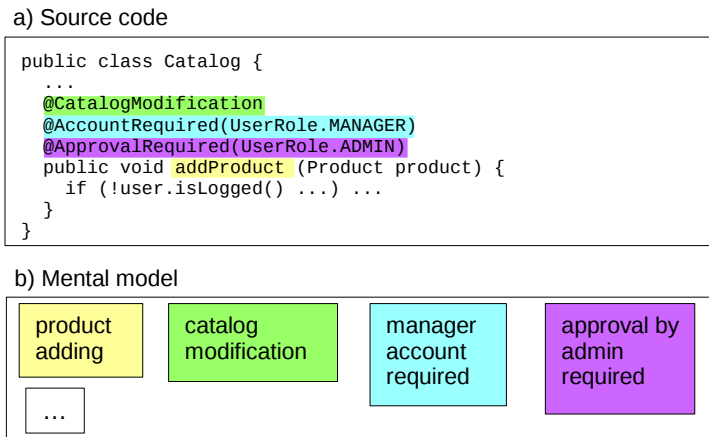 a) Source code
public class Catalog {
...
@CatalogModification
@AccountRequired(UserRole.MANAGER)
@ApprovalRequired(UserRole.ADMIN)
public void addProduct (Product product) {
if (!user.isLogged() ...) ...
}
}
b) Mental model
product
adding
catalog
modification
manager
account
required
approval by
admin
required
...